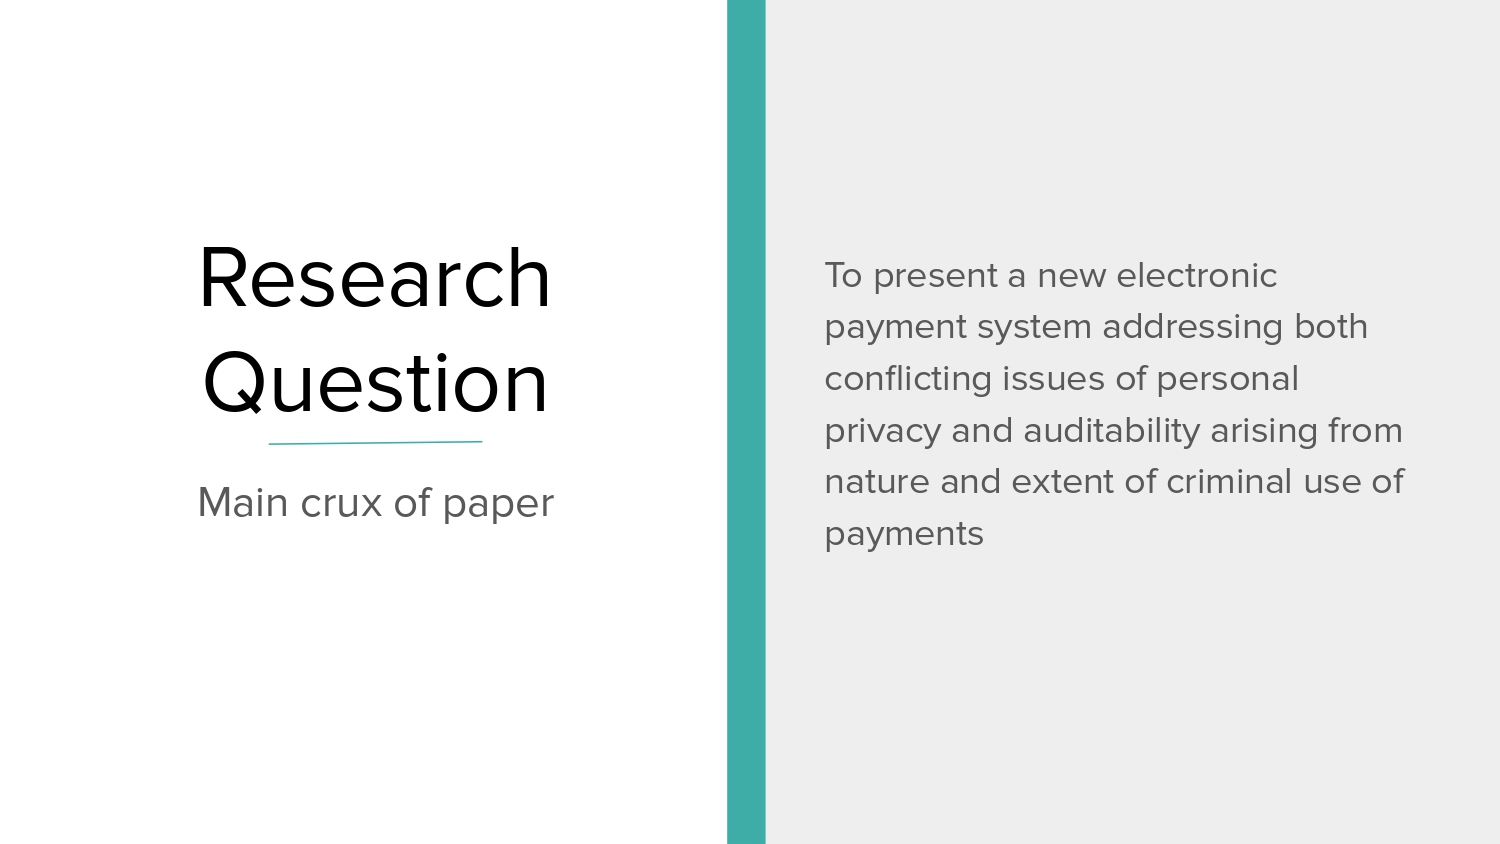 Research
Question
Main crux of paper
To present a new electronic
payment system addressing both
conflicting issues of personal
privacy and auditability arising from
nature and extent of criminal use of
payments